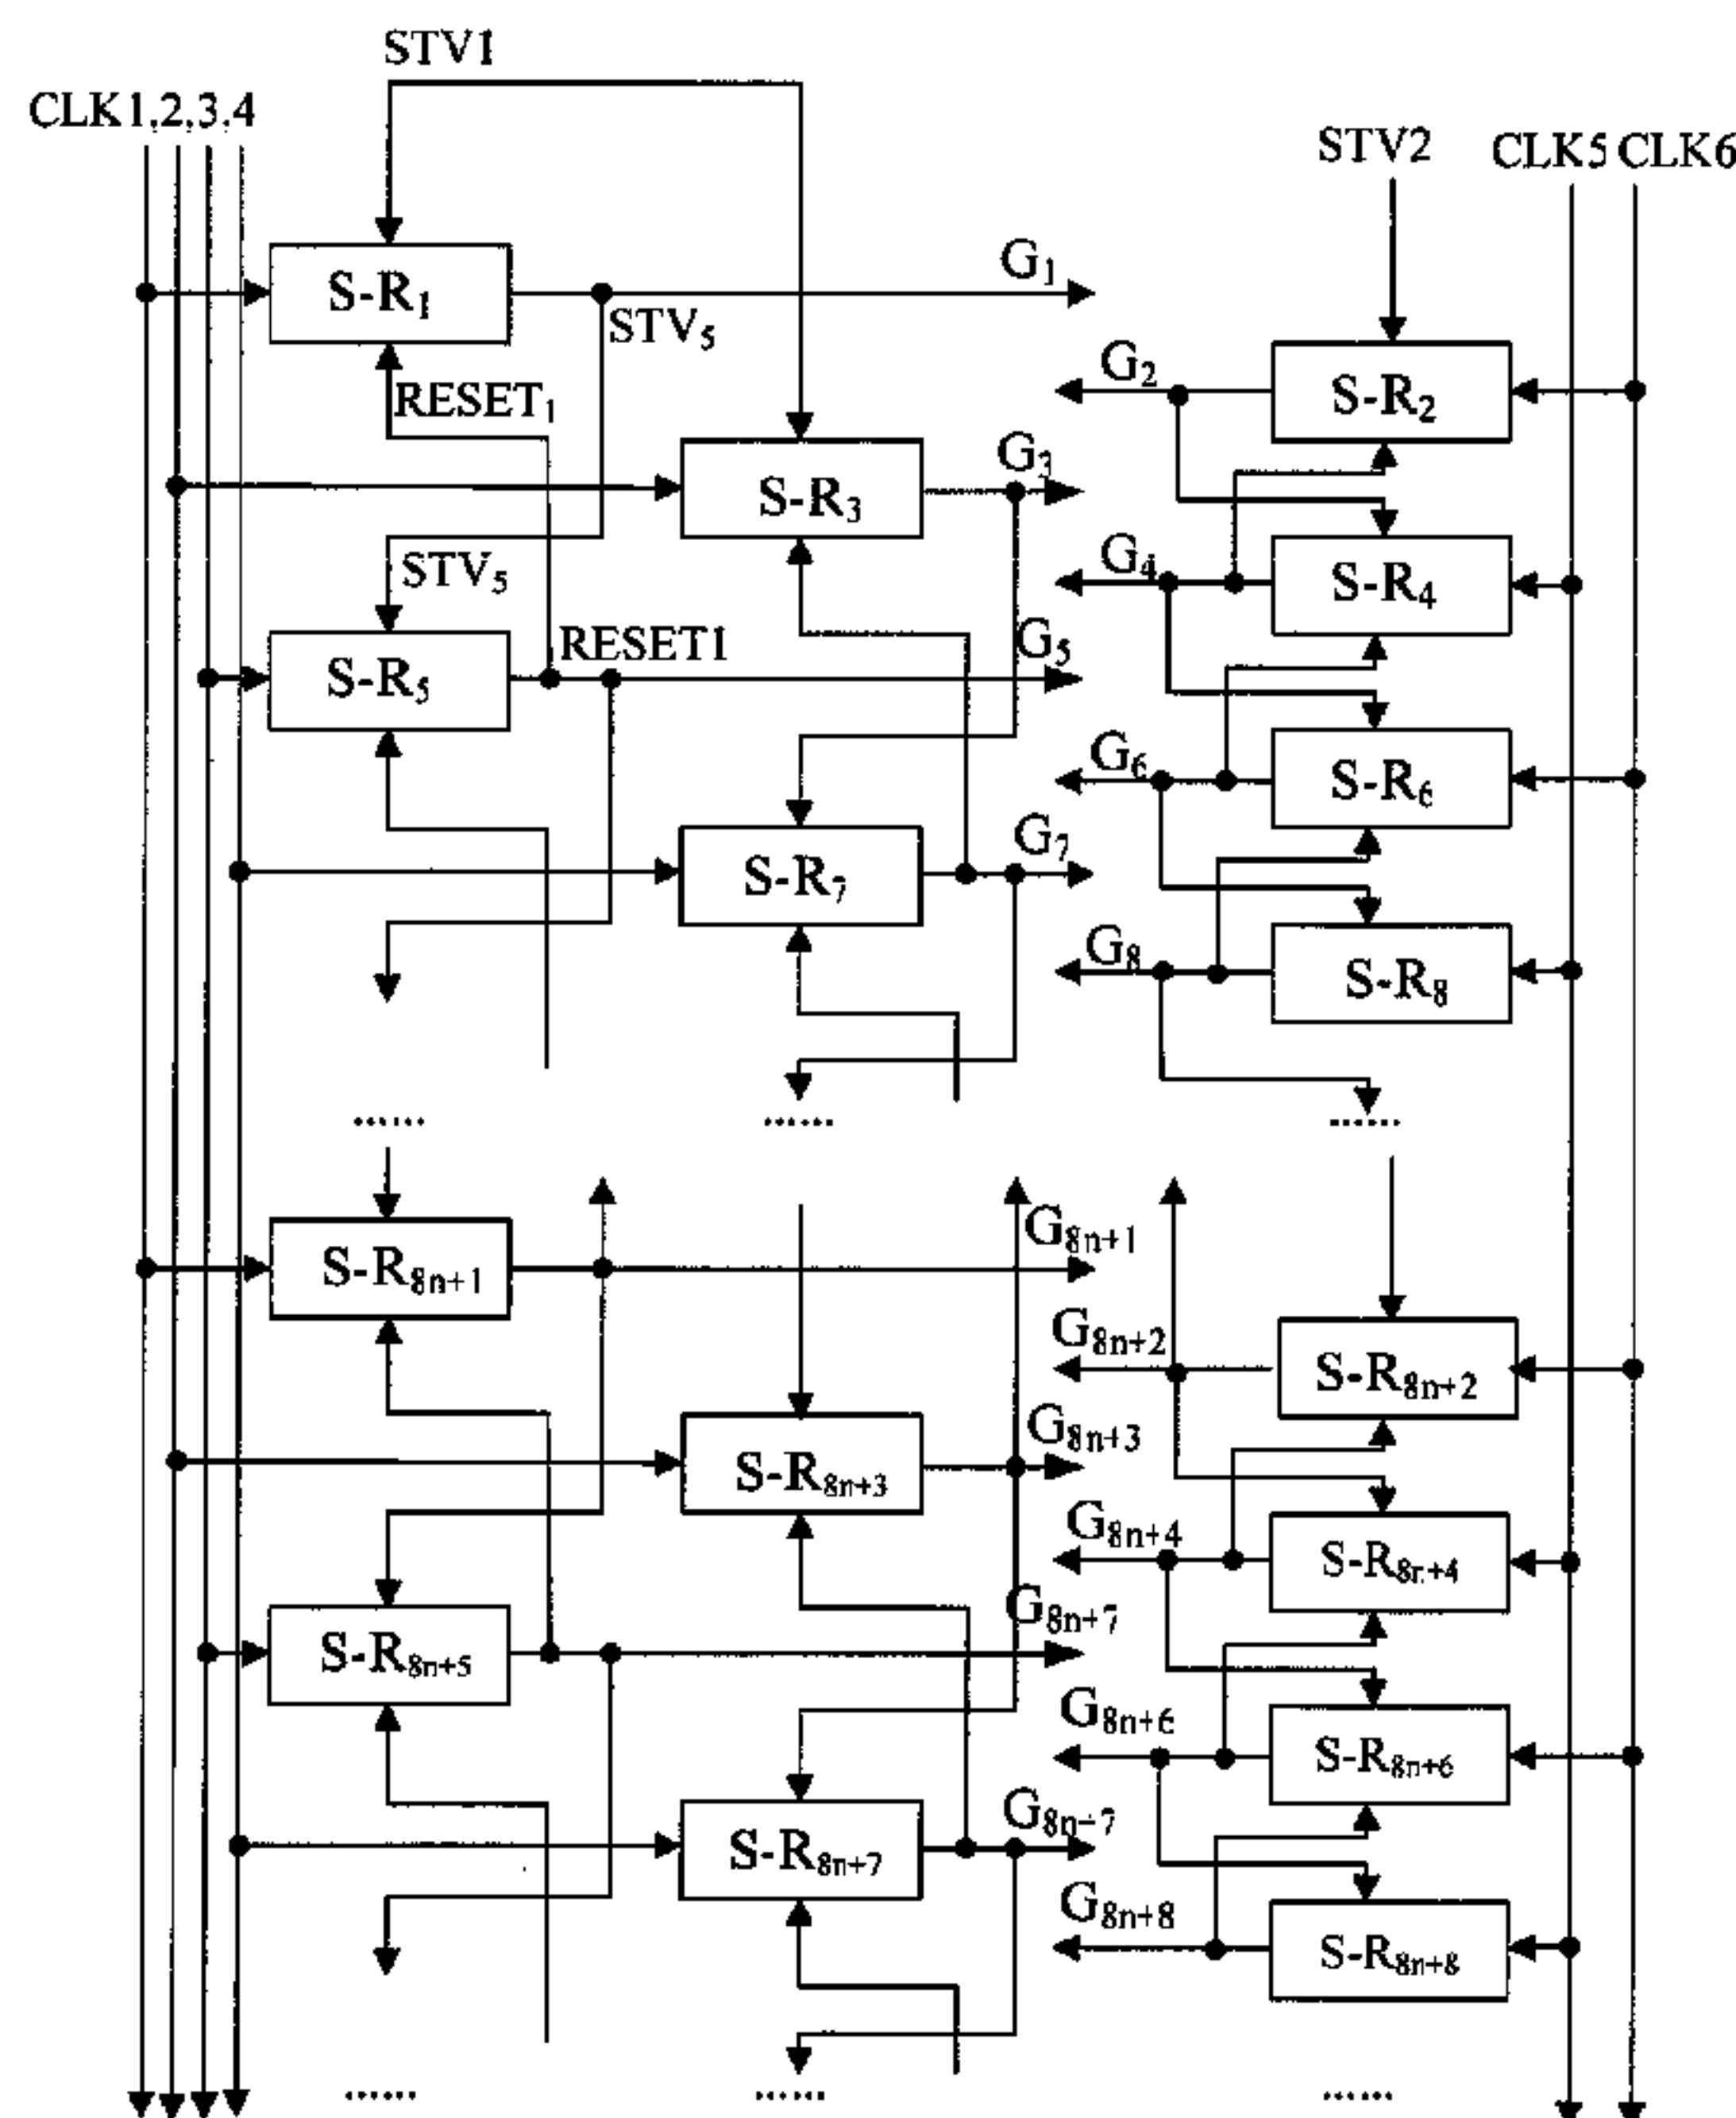 STV1
CLK1,2,3,4
STV2
CLK5 CLK6
S-R₁
G₁
STV₅
G₂
S-R₂
RESET₁
G₃
S-R₃
G₄
S-R₄
STV₅
RESET1
G₅
S-R₅
G₆
S-R₆
G₇
S-R₇
G₈
S-R₈
......
......
......
G₈ₙ₊₁
S-R₈ₙ₊₁
G₈ₙ₊₂
S-R₈ₙ₊₂
G₈ₙ₊₃
S-R₈ₙ₊₃
G₈ₙ₊₄
S-R₈ₙ₊₄
G₈ₙ₊₇
S-R₈ₙ₊₅
G₈ₙ₊₆
S-R₈ₙ₊₆
G₈ₙ₊₇
S-R₈ₙ₊₇
G₈ₙ₊₈
S-R₈ₙ₊₈
......
......
......